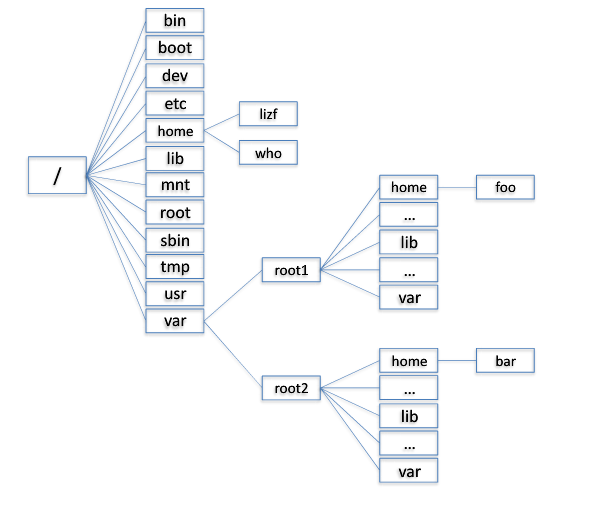 /
bin
boot
dev
etc
home
lib
mnt
root
sbin
tmp
usr
var
lizf
who
root1
home
...
lib
...
var
foo
root2
home
...
lib
...
var
bar